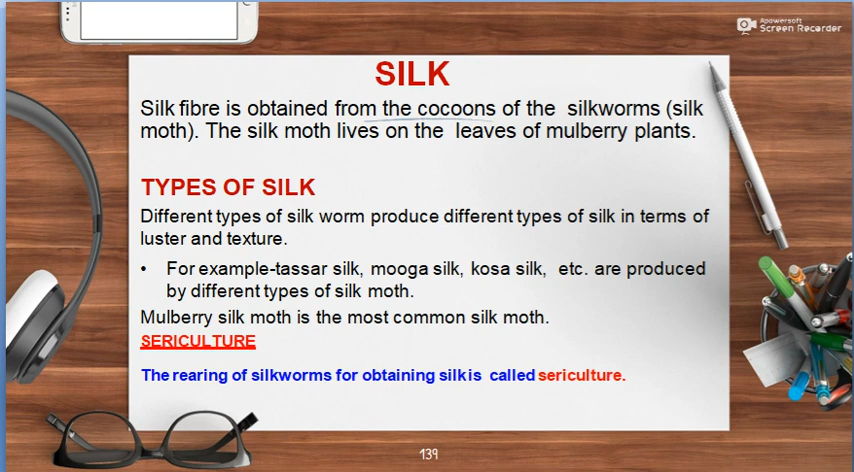 Apowersoft
Screen Recorder
SILK
Silk fibre is obtained from the cocoons of the silkworms (silk
moth). The silk moth lives on the leaves of mulberry plants.
TYPES OF SILK
Different types of silk worm produce different types of silk in terms of
luster and texture.
• For example-tassar silk, mooga silk, kosa silk, etc. are produced
by different types of silk moth.
Mulberry silk moth is the most common silk moth.
SERICULTURE
The rearing of silkworms for obtaining silk is called sericulture.
139